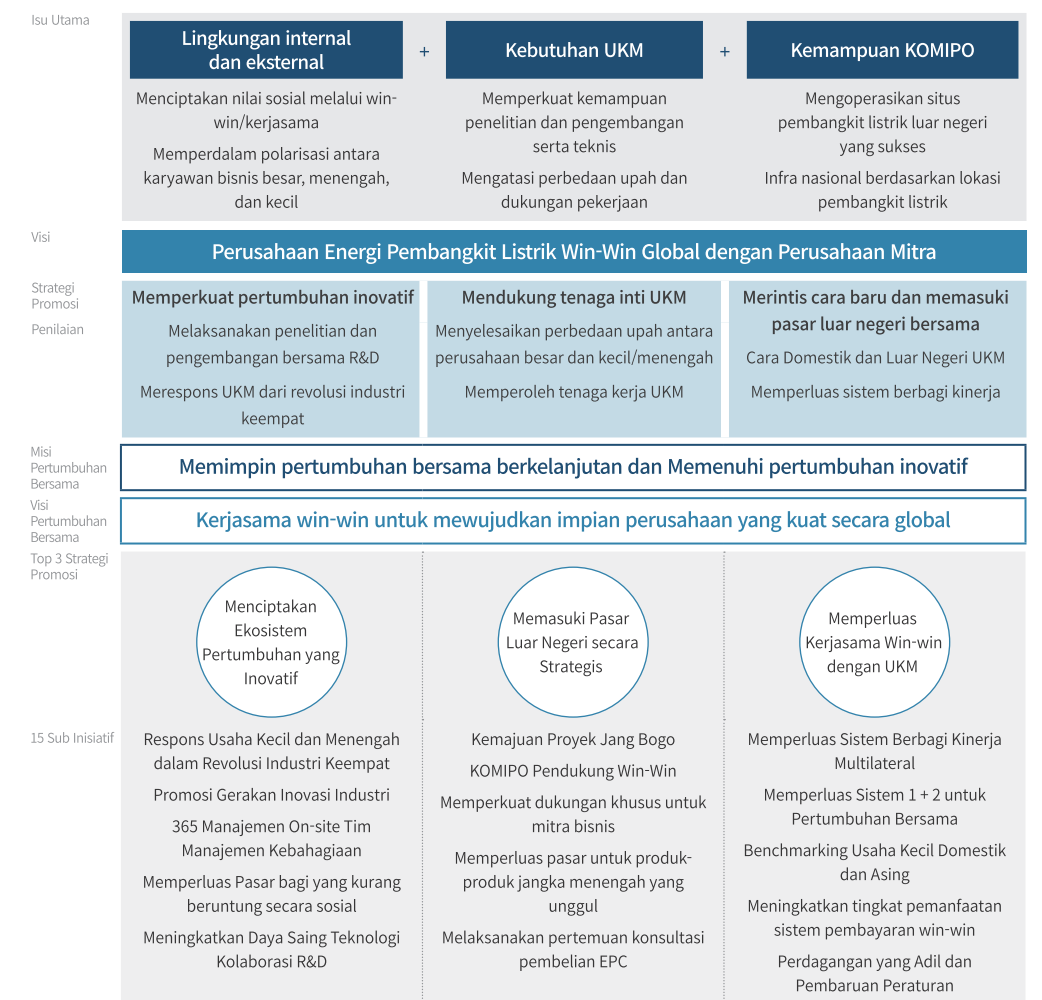 Isu Utama
Lingkungan internal
dan eksternal
+
Kebutuhan UKM
+
Kemampuan KOMIPO
Menciptakan nilai sosial melalui win-
win/kerjasama
Memperdalam polarisasi antara
karyawan bisnis besar, menengah,
dan kecil
Memperkuat kemampuan
penelitian dan pengembangan
serta teknis
Mengatasi perbedaan upah dan
dukungan pekerjaan
Mengoperasikan situs
pembangkit listrik luar negeri
yang sukses
Infra nasional berdasarkan lokasi
pembangkit listrik
Visi
Perusahaan Energi Pembangkit Listrik Win-Win Global dengan Perusahaan Mitra
Strategi
Promosi
Penilaian
Memperkuat pertumbuhan inovatif
Melaksanakan penelitian dan
pengembangan bersama R&D
Merespons UKM dari revolusi industri
keempat
Mendukung tenaga inti UKM
Menyelesaikan perbedaan upah antara
perusahaan besar dan kecil/menengah
Memperoleh tenaga kerja UKM
Merintis cara baru dan memasuki
pasar luar negeri bersama
Cara Domestik dan Luar Negeri UKM
Memperluas sistem berbagi kinerja
Misi
Pertumbuhan
Bersama
Memimpin pertumbuhan bersama berkelanjutan dan Memenuhi pertumbuhan inovatif
Visi
Pertumbuhan
Bersama
Kerjasama win-win untuk mewujudkan impian perusahaan yang kuat secara global
Top 3 Strategi
Promosi
Menciptakan
Ekosistem
Pertumbuhan yang
Inovatif
Memasuki Pasar
Luar Negeri secara
Strategis
Memperluas
Kerjasama Win-win
dengan UKM
15 Sub Inisiatif
Respons Usaha Kecil dan Menengah
dalam Revolusi Industri Keempat
Promosi Gerakan Inovasi Industri
365 Manajemen On-site Tim
Manajemen Kebahagiaan
Memperluas Pasar bagi yang kurang
beruntung secara sosial
Meningkatkan Daya Saing Teknologi
Kolaborasi R&D
Kemajuan Proyek Jang Bogo
KOMIPO Pendukung Win-Win
Memperkuat dukungan khusus untuk
mitra bisnis
Memperluas pasar untuk produk-
produk jangka menengah yang
unggul
Melaksanakan pertemuan konsultasi
pembelian EPC
Memperluas Sistem Berbagi Kinerja
Multilateral
Memperluas Sistem 1 + 2 untuk
Pertumbuhan Bersama
Benchmarking Usaha Kecil Domestik
dan Asing
Meningkatkan tingkat pemanfaatan
sistem pembayaran win-win
Perdagangan yang Adil dan
Pembaruan Peraturan